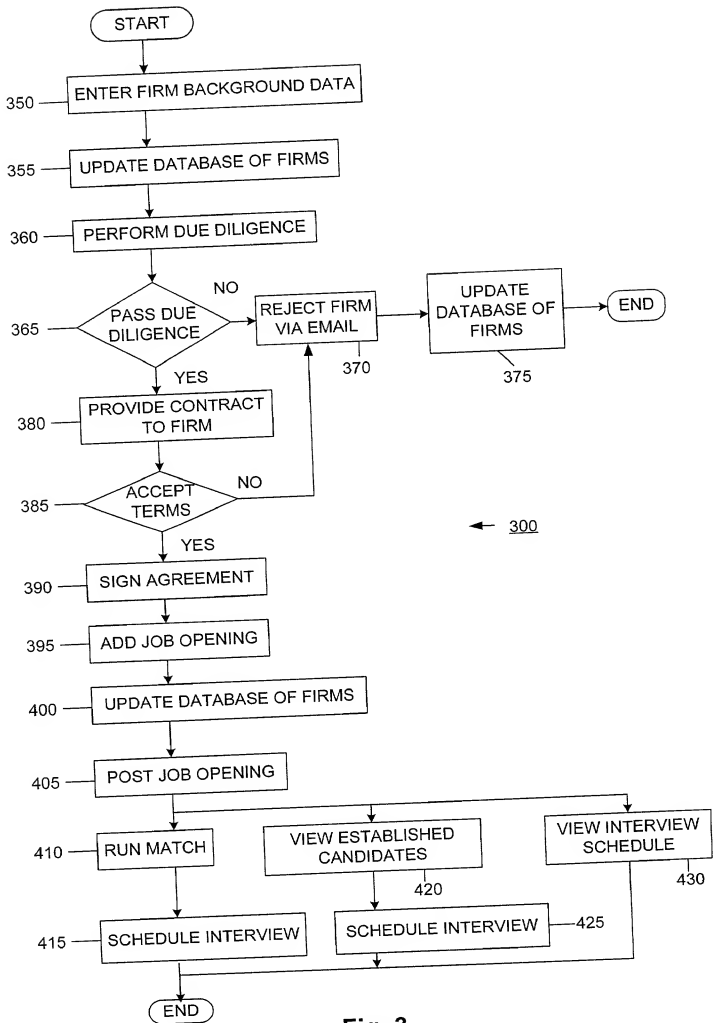 START
350
ENTER FIRM BACKGROUND DATA
355
UPDATE DATABASE OF FIRMS
360
PERFORM DUE DILIGENCE
365
PASS DUE
DILIGENCE
NO
REJECT FIRM
VIA EMAIL
370
UPDATE
DATABASE OF
FIRMS
375
END
YES
380
PROVIDE CONTRACT
TO FIRM
385
ACCEPT
TERMS
NO
300
YES
390
SIGN AGREEMENT
395
ADD JOB OPENING
400
UPDATE DATABASE OF FIRMS
405
POST JOB OPENING
410
RUN MATCH
VIEW ESTABLISHED
CANDIDATES
420
VIEW INTERVIEW
SCHEDULE
430
415
SCHEDULE INTERVIEW
SCHEDULE INTERVIEW
425
END